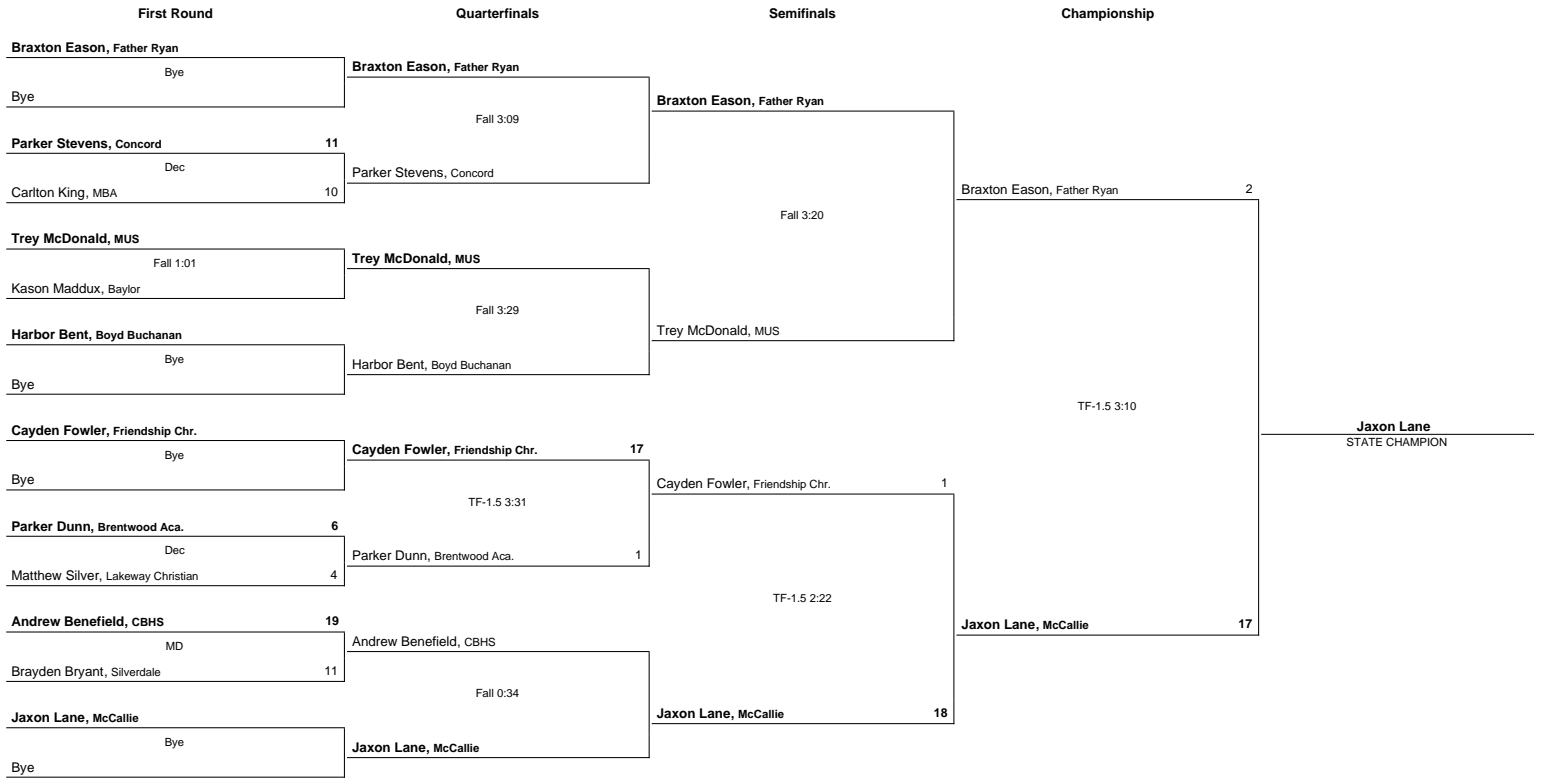 First Round Quarterfinals Semifinals Championship
Braxton Eason, Father Ryan
Bye
Bye
Parker Stevens, Concord 11
Dec
Carlton King, MBA 10
Trey McDonald, MUS
Fall 1:01
Kason Maddux, Baylor
Harbor Bent, Boyd Buchanan
Bye
Bye
Cayden Fowler, Friendship Chr.
Bye
Bye
Parker Dunn, Brentwood Aca. 6
Dec
Matthew Silver, Lakeway Christian 4
Andrew Benefield, CBHS 19
MD
Brayden Bryant, Silverdale 11
Jaxon Lane, McCallie
Bye
Bye
Braxton Eason, Father Ryan
Fall 3:09
Parker Stevens, Concord
Trey McDonald, MUS
Fall 3:29
Harbor Bent, Boyd Buchanan
Cayden Fowler, Friendship Chr. 17
TF-1.5 3:31
Parker Dunn, Brentwood Aca. 1
Andrew Benefield, CBHS
Fall 0:34
Jaxon Lane, McCallie
Braxton Eason, Father Ryan
Fall 3:20
Trey McDonald, MUS
Cayden Fowler, Friendship Chr. 1
TF-1.5 2:22
Jaxon Lane, McCallie 18
Braxton Eason, Father Ryan 2
TF-1.5 3:10
Jaxon Lane, McCallie 17
Jaxon Lane
STATE CHAMPION